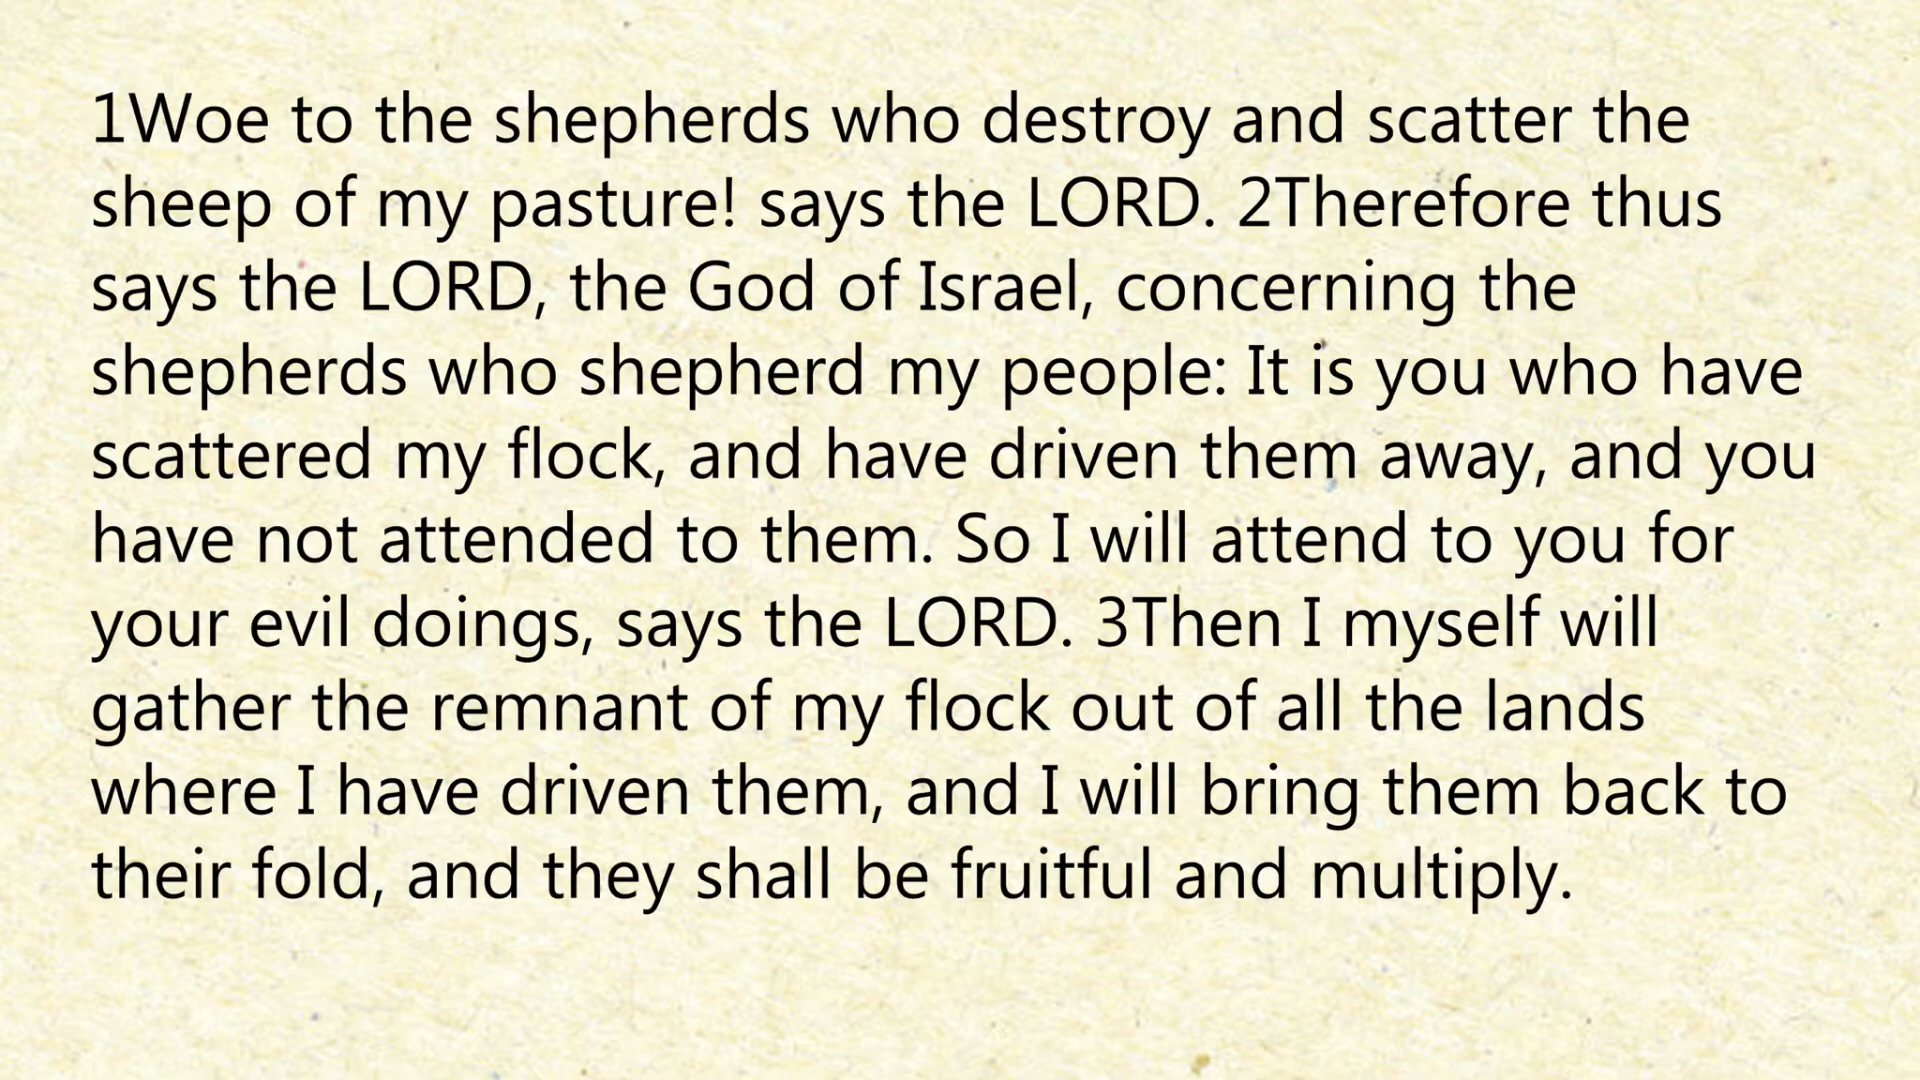 1Woe to the shepherds who destroy and scatter the
sheep of my pasture! says the LORD. 2Therefore thus
says the LORD, the God of Israel, concerning the
shepherds who shepherd my people: It is you who have
scattered my flock, and have driven them away, and you
have not attended to them. So I will attend to you for
your evil doings, says the LORD. 3Then I myself will
gather the remnant of my flock out of all the lands
where I have driven them, and I will bring them back to
their fold, and they shall be fruitful and multiply.